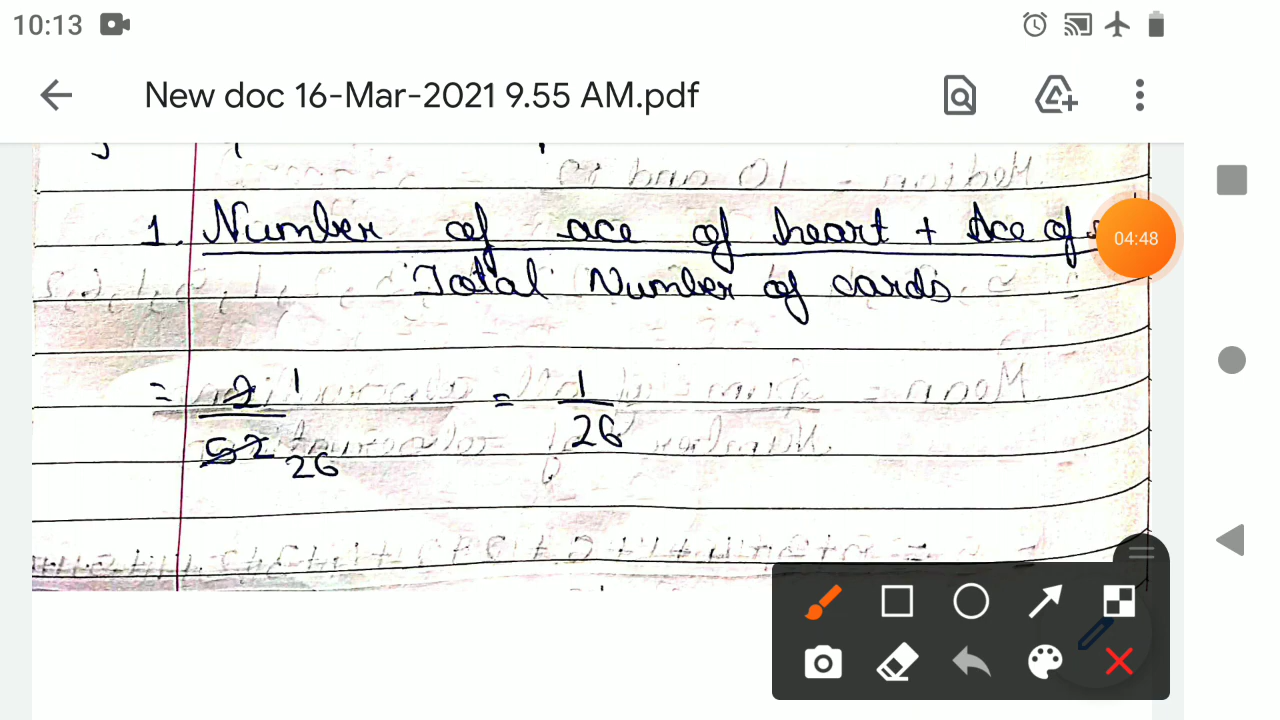 10:13
New doc 16-Mar-2021 9.55 AM.pdf
1. Number of ace of heart + Ace of
Total Number of cards
04:48
= 2 1 = 1
52 26 26